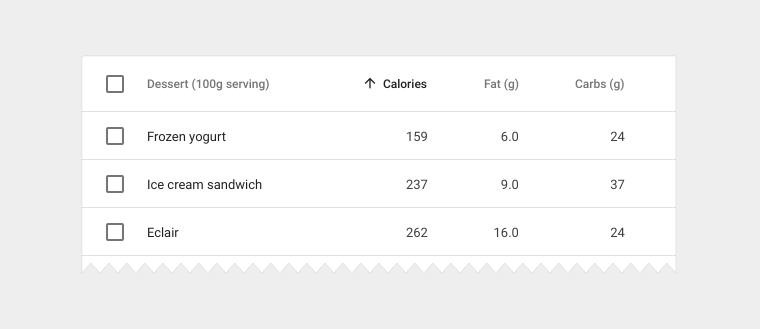 Dessert (100g serving) ↑ Calories Fat (g) Carbs (g)
Frozen yogurt 159 6.0 24
Ice cream sandwich 237 9.0 37
Eclair 262 16.0 24